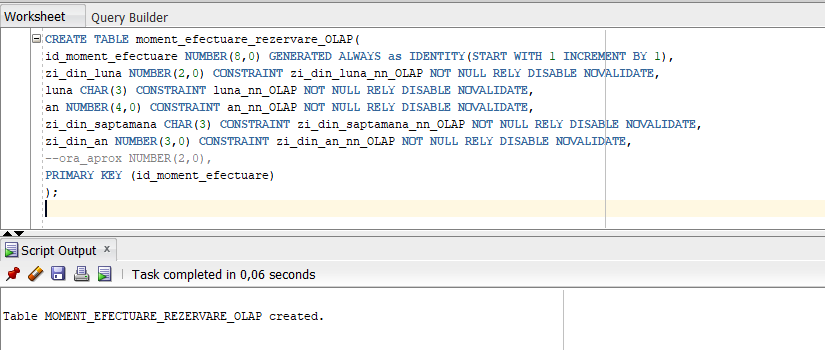 Worksheet Query Builder
CREATE TABLE moment_efectuare_rezervare_OLAP(
id_moment_efectuare NUMBER(8,0) GENERATED ALWAYS as IDENTITY(START WITH 1 INCREMENT BY 1),
zi_din_luna NUMBER(2,0) CONSTRAINT zi_din_luna_nn_OLAP NOT NULL RELY DISABLE NOVALIDATE,
luna CHAR(3) CONSTRAINT luna_nn_OLAP NOT NULL RELY DISABLE NOVALIDATE,
an NUMBER(4,0) CONSTRAINT an_nn_OLAP NOT NULL RELY DISABLE NOVALIDATE,
zi_din_saptamana CHAR(3) CONSTRAINT zi_din_saptamana_nn_OLAP NOT NULL RELY DISABLE NOVALIDATE,
zi_din_an NUMBER(3,0) CONSTRAINT zi_din_an_nn_OLAP NOT NULL RELY DISABLE NOVALIDATE,
--ora_aprox NUMBER(2,0),
PRIMARY KEY (id_moment_efectuare)
);
Script Output x
Task completed in 0,06 seconds
Table MOMENT_EFECTUARE_REZERVARE_OLAP created.